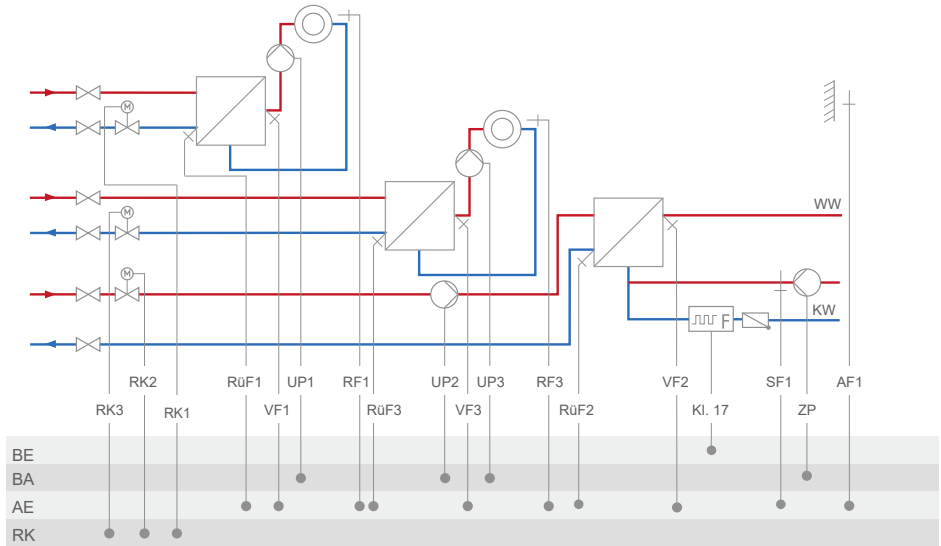 M
M
WW
M
F
KW
RK2 RüF1 UP1 RF1 UP2 UP3 RF3 VF2 SF1 AF1
RK3 RK1 VF1 RüF3 VF3 RüF2 Kl. 17 ZP
BE
BA
AE
RK